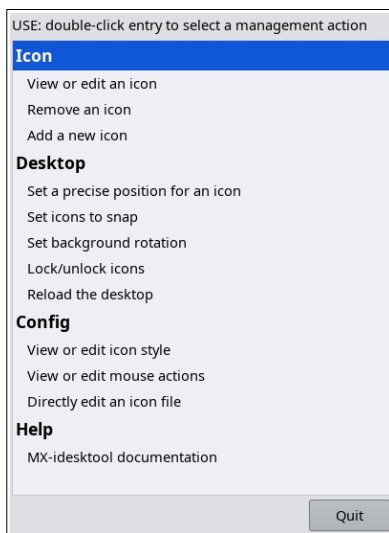 USE: double-click entry to select a management action
Icon
View or edit an icon
Remove an icon
Add a new icon
Desktop
Set a precise position for an icon
Set icons to snap
Set background rotation
Lock/unlock icons
Reload the desktop
Config
View or edit icon style
View or edit mouse actions
Directly edit an icon file
Help
MX-idesktool documentation
Quit